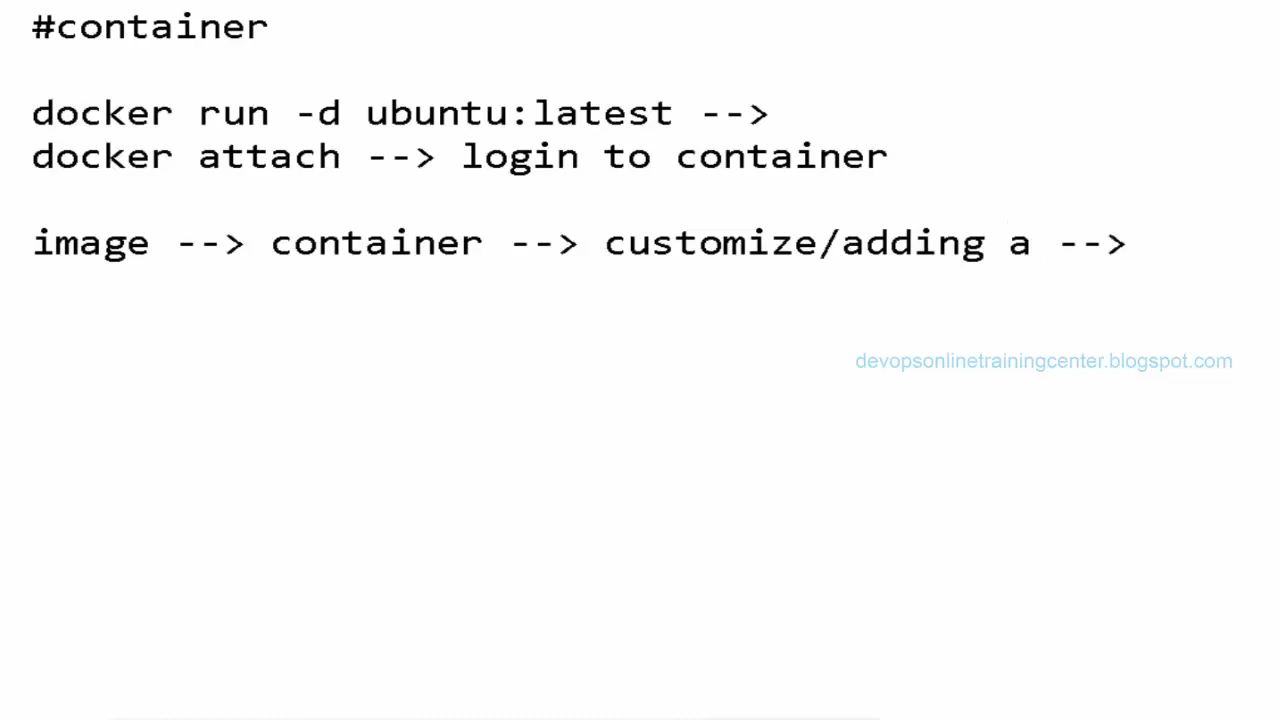 #container
docker run -d ubuntu:latest -->
docker attach --> login to container
image --> container --> customize/adding a -->
devopsonlinetrainingcenter.blogspot.com